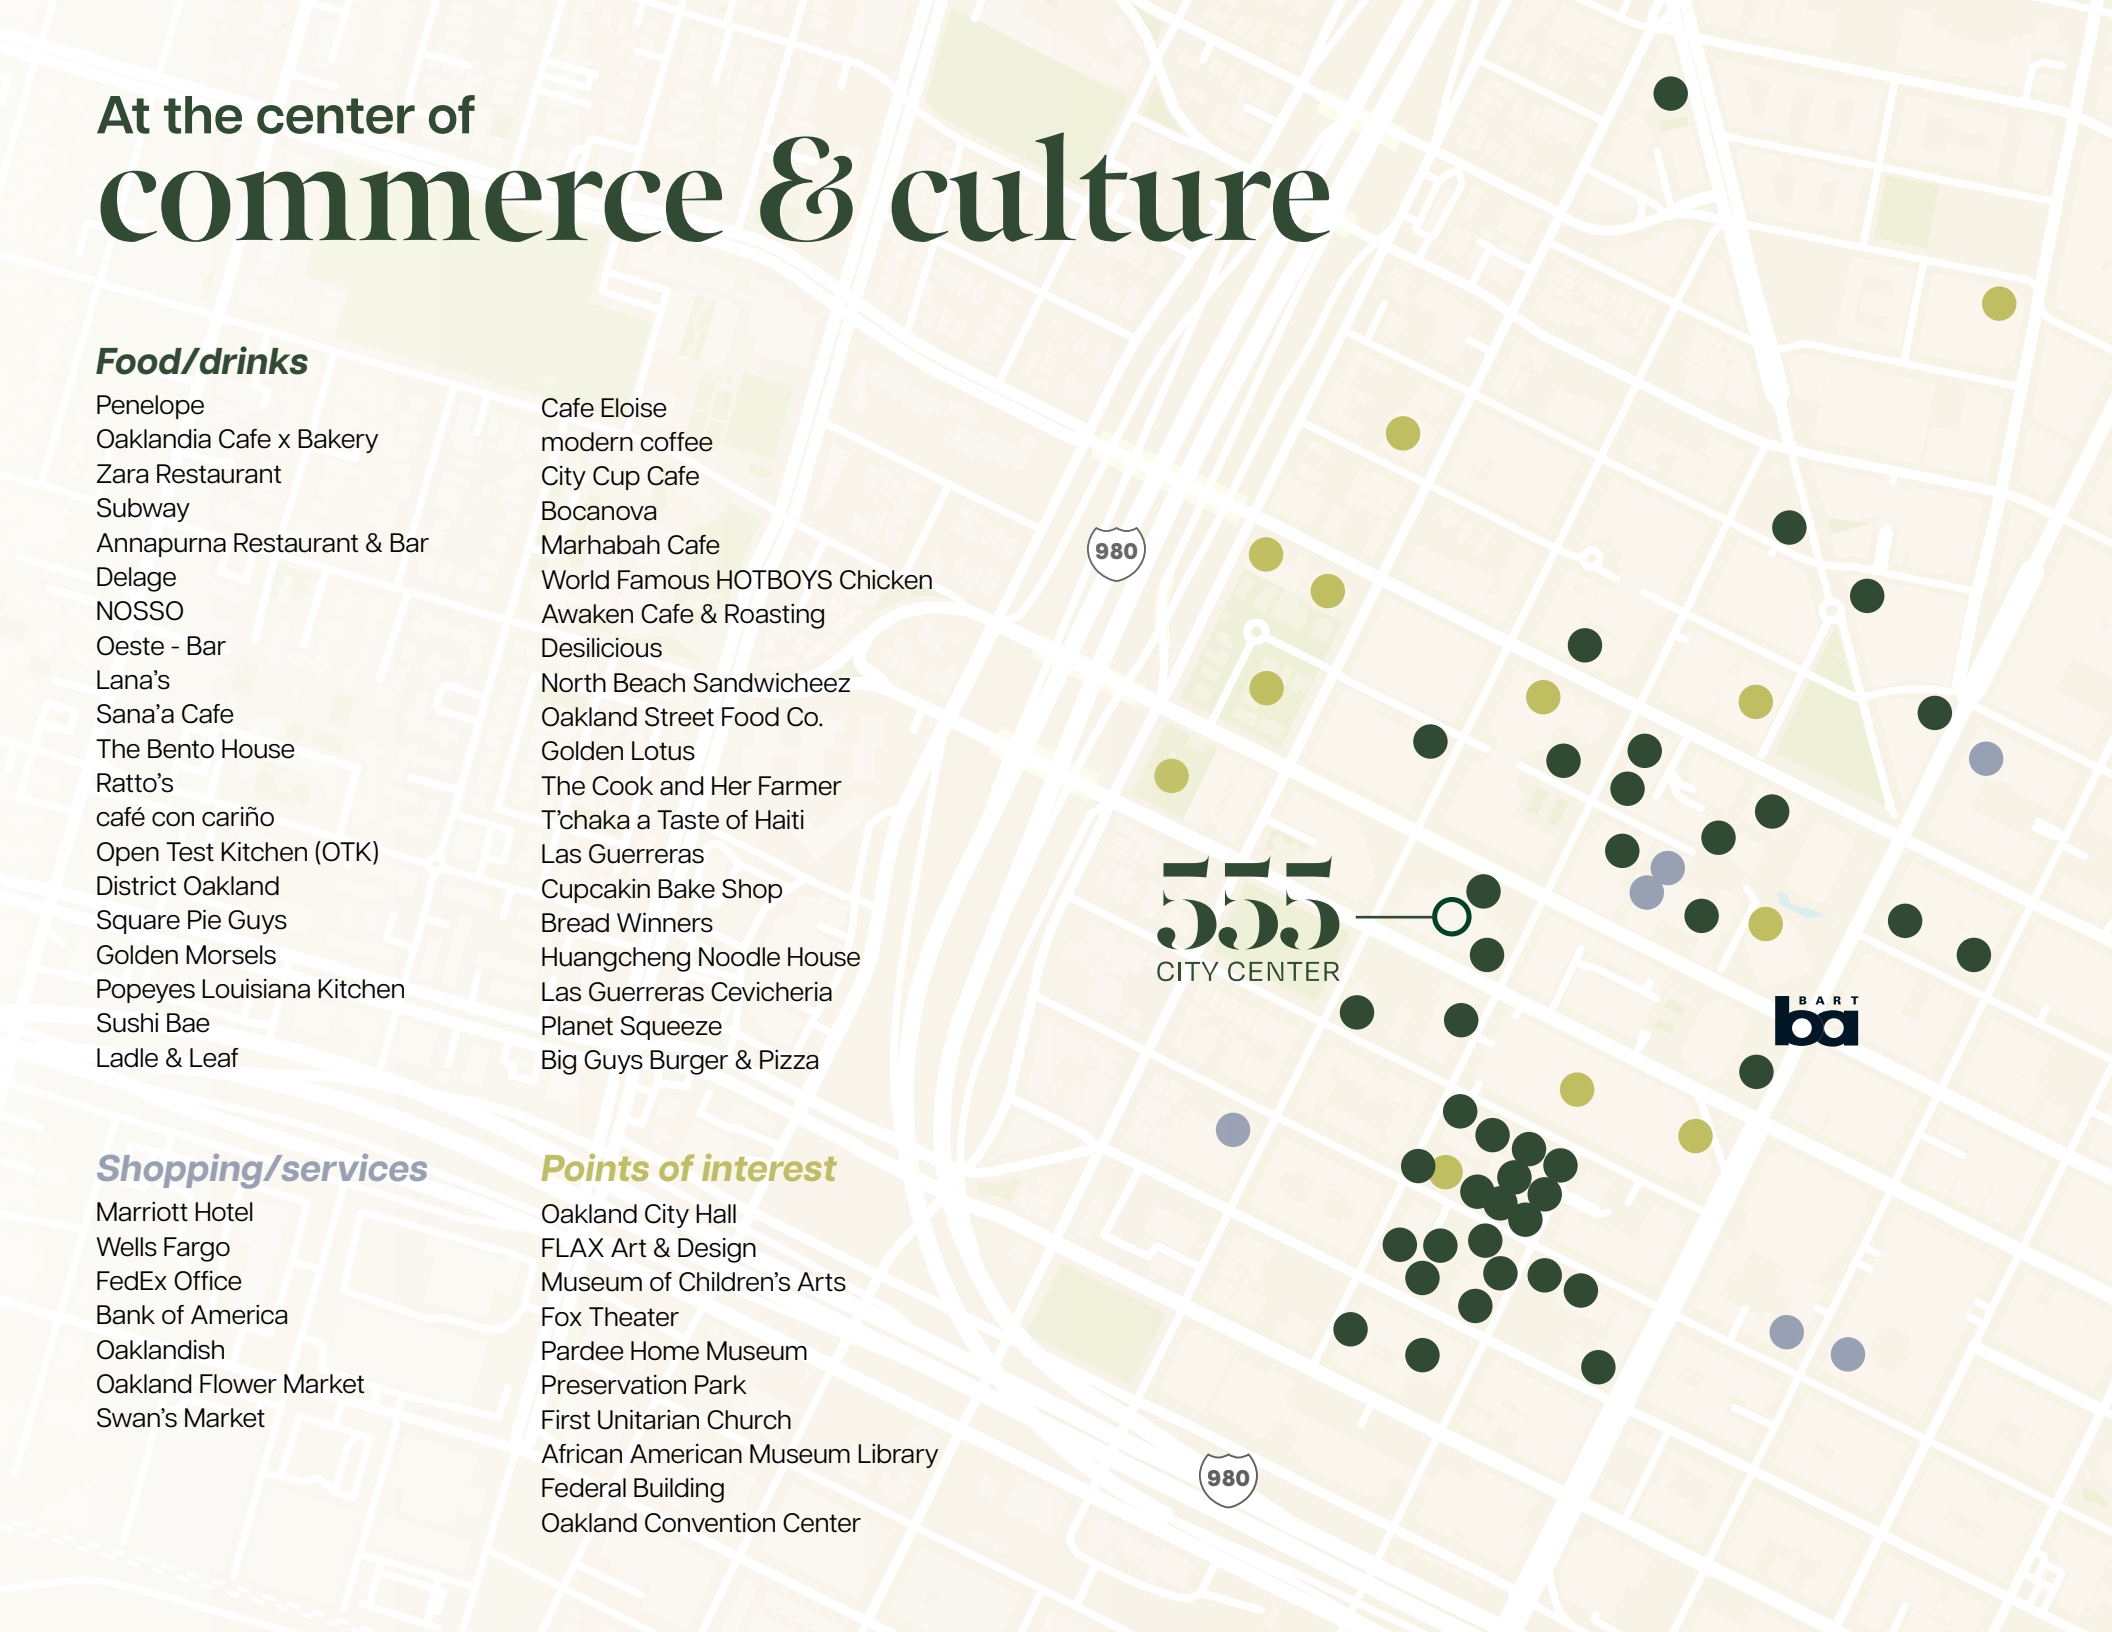 At the center of
commerce & culture
Food/drinks
Penelope
Oaklandia Cafe x Bakery
Zara Restaurant
Subway
Annapurna Restaurant & Bar
Delage
NOSSO
Oeste - Bar
Lana’s
Sana’a Cafe
The Bento House
Ratto’s
café con cariño
Open Test Kitchen (OTK)
District Oakland
Square Pie Guys
Golden Morsels
Popeyes Louisiana Kitchen
Sushi Bae
Ladle & Leaf
Cafe Eloise
modern coffee
City Cup Cafe
Bocanova
Marhabah Cafe
World Famous HOTBOYS Chicken
Awaken Cafe & Roasting
Desilicious
North Beach Sandwicheez
Oakland Street Food Co.
Golden Lotus
The Cook and Her Farmer
T’chaka a Taste of Haiti
Las Guerreras
Cupcakin Bake Shop
Bread Winners
Huangcheng Noodle House
Las Guerreras Cevicheria
Planet Squeeze
Big Guys Burger & Pizza
Shopping/services
Marriott Hotel
Wells Fargo
FedEx Office
Bank of America
Oaklandish
Oakland Flower Market
Swan’s Market
Points of interest
Oakland City Hall
FLAX Art & Design
Museum of Children’s Arts
Fox Theater
Pardee Home Museum
Preservation Park
First Unitarian Church
African American Museum Library
Federal Building
Oakland Convention Center
980
555
CITY CENTER
BART
ba
980